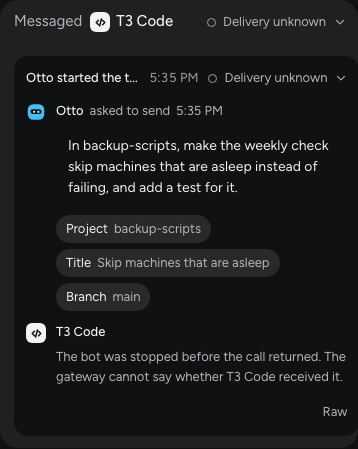 Messaged T3 Code Delivery unknown
Otto started the t... 5:35 PM Delivery unknown
Otto asked to send 5:35 PM
In backup-scripts, make the weekly check
skip machines that are asleep instead of
failing, and add a test for it.
Project backup-scripts
Title Skip machines that are asleep
Branch main
T3 Code
The bot was stopped before the call returned. The
gateway cannot say whether T3 Code received it.
Raw